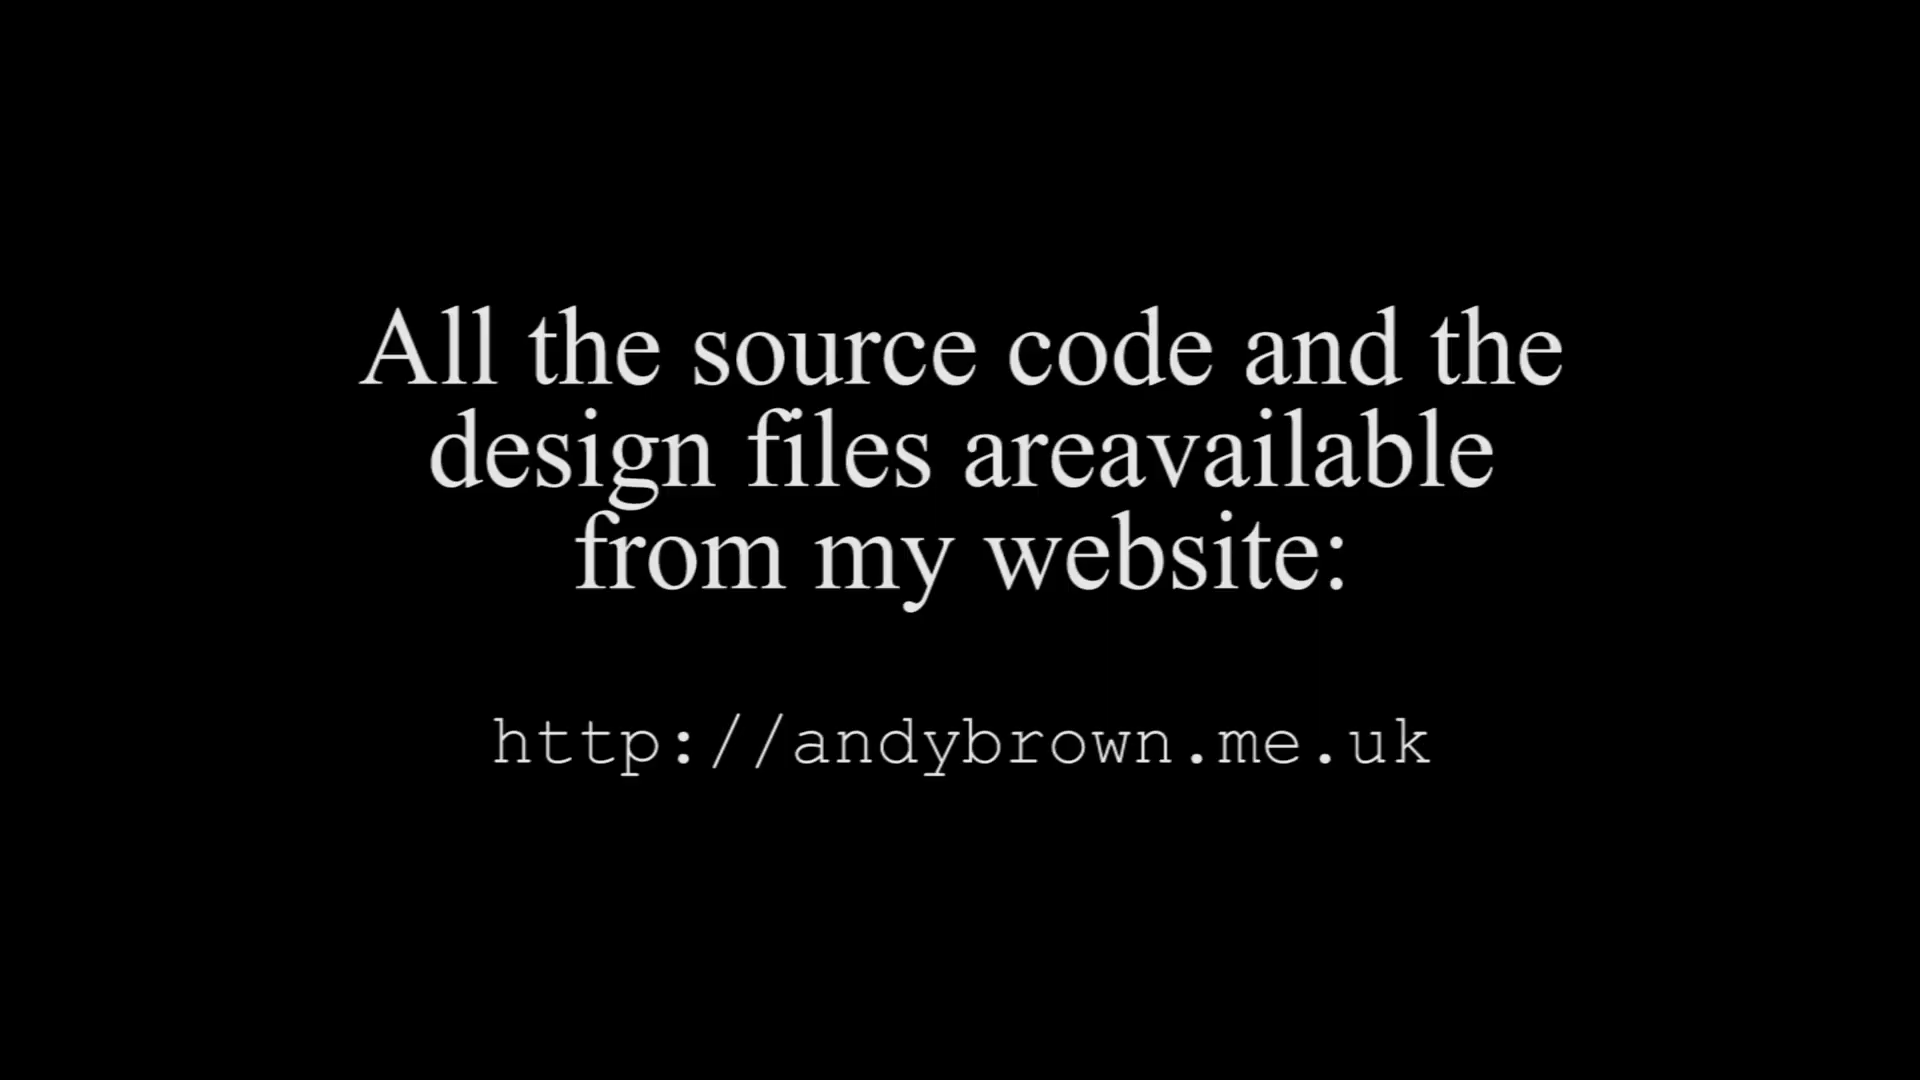 All the source code and the
design files areavailable
from my website:
http://andybrown.me.uk